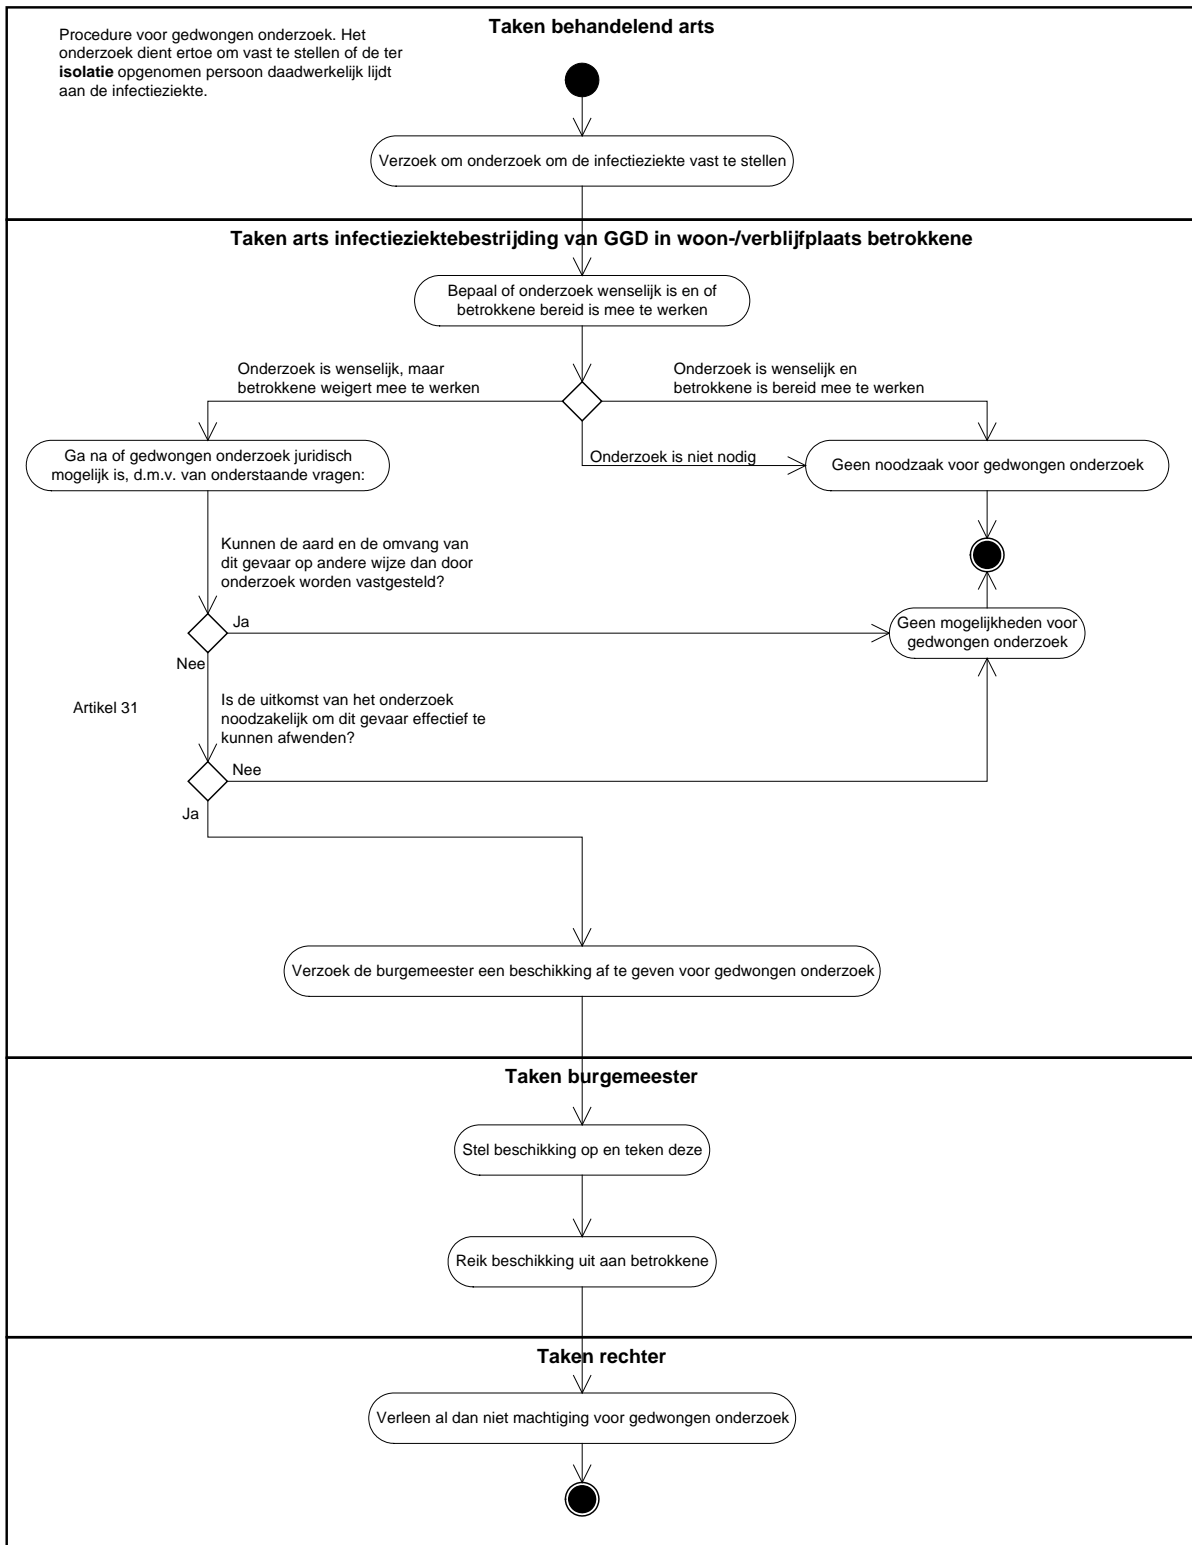 Taken behandelend arts
Procedure voor gedwongen onderzoek. Het
onderzoek dient ertoe om vast te stellen of de ter
isolatie opgenomen persoon daadwerkelijk lijdt
aan de infectieziekte.
Verzoek om onderzoek om de infectieziekte vast te stellen
Taken arts infectieziektebestrijding van GGD in woon-/verblijfplaats betrokkene
Bepaal of onderzoek wenselijk is en of
betrokkene bereid is mee te werken
Onderzoek is wenselijk, maar
betrokkene weigert mee te werken
Onderzoek is wenselijk en
betrokkene is bereid mee te werken
Ga na of gedwongen onderzoek juridisch
mogelijk is, d.m.v. van onderstaande vragen:
Onderzoek is niet nodig
Geen noodzaak voor gedwongen onderzoek
Kunnen de aard en de omvang van
dit gevaar op andere wijze dan door
onderzoek worden vastgesteld?
Ja
Geen mogelijkheden voor
gedwongen onderzoek
Nee
Artikel 31
Is de uitkomst van het onderzoek
noodzakelijk om dit gevaar effectief te
kunnen afwenden?
Nee
Ja
Verzoek de burgemeester een beschikking af te geven voor gedwongen onderzoek
Taken burgemeester
Stel beschikking op en teken deze
Reik beschikking uit aan betrokkene
Taken rechter
Verleen al dan niet machtiging voor gedwongen onderzoek